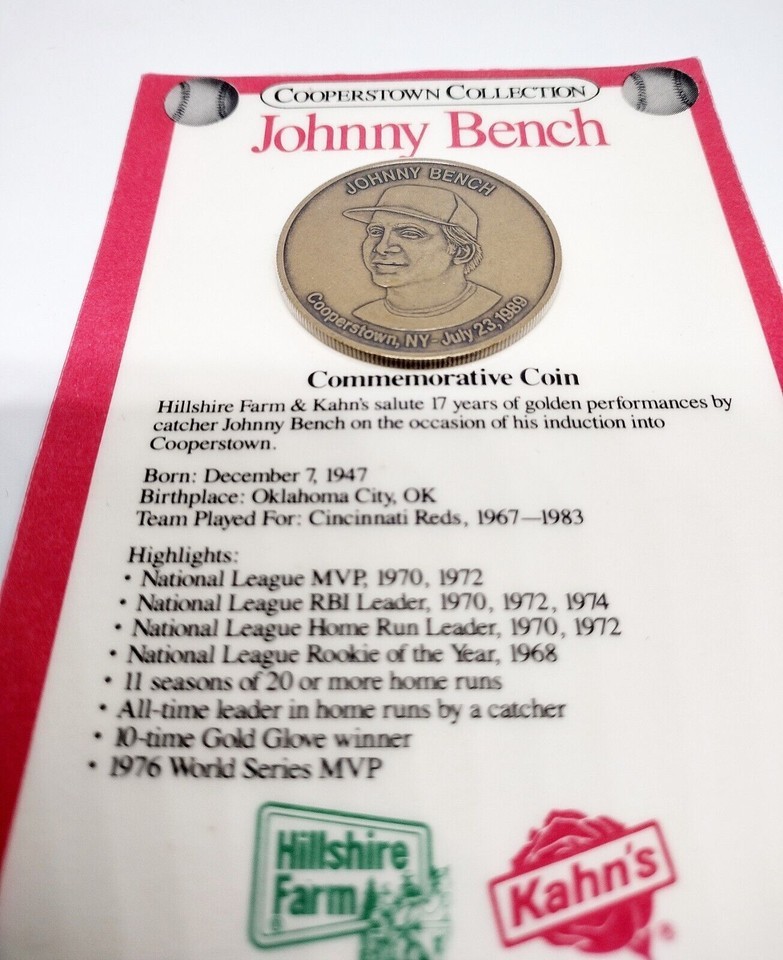 COOPERSTOWN COLLECTION
Johnny Bench
JOHNNY BENCH
Cooperstown, NY - July 23, 1989
Commemorative Coin
Hillshire Farm & Kahn's salute 17 years of golden performances by
catcher Johnny Bench on the occasion of his induction into
Cooperstown.
Born: December 7, 1947
Birthplace: Oklahoma City, OK
Team Played For: Cincinnati Reds, 1967—1983
Highlights:
• National League MVP, 1970, 1972
• National League RBI Leader, 1970, 1972, 1974
• National League Home Run Leader, 1970, 1972
• National League Rookie of the Year, 1968
• 11 seasons of 20 or more home runs
• All-time leader in home runs by a catcher
• 10-time Gold Glove winner
• 1976 World Series MVP
Hillshire
Farm
Kahn's
®